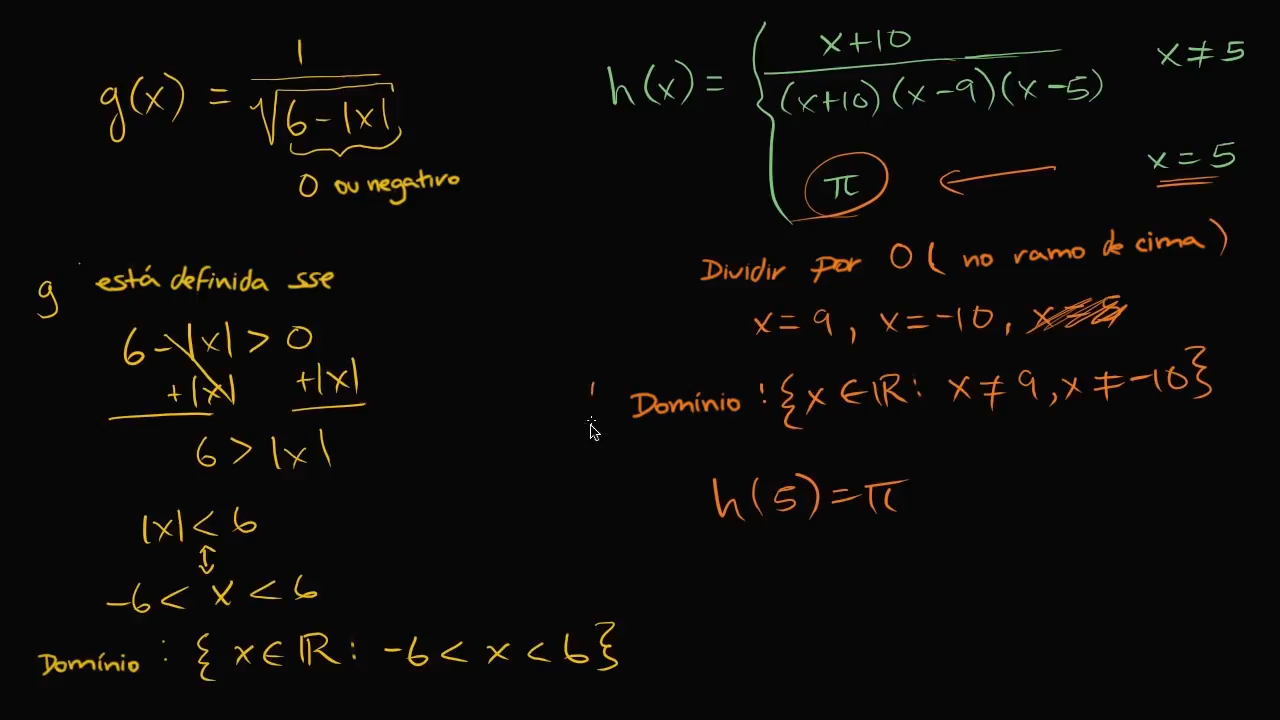 g(x) = 1/√(6-|x|)
0 ou negativo
g está definida sse
6-|x| > 0
+|x| +|x|
6 > |x|
|x| < 6
↕
-6 < x < 6
Domínio : { x ∈ ℝ : -6 < x < 6 }
h(x) = { (x+10)/((x+10)(x-9)(x-5)) x ≠ 5
π ← x = 5
Dividir por 0 ( no ramo de cima )
x = 9, x = -10,
Domínio : { x ∈ ℝ : x ≠ 9, x ≠ -10 }
h(5) = π